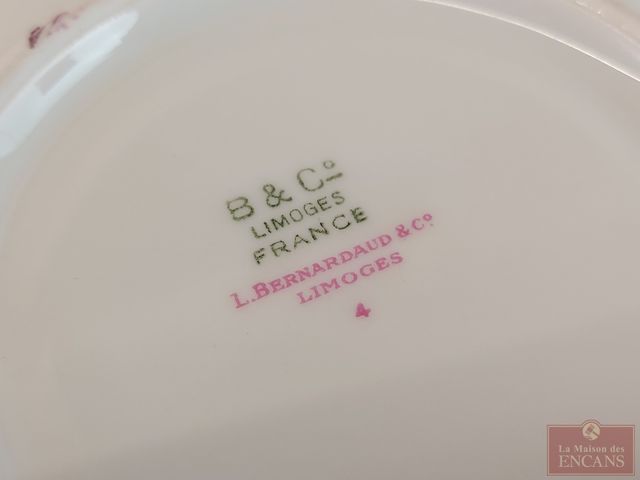 B & Cº
LIMOGES
FRANCE
L. BERNARDAUD & Cº
LIMOGES
4
La Maison des
ENCANS